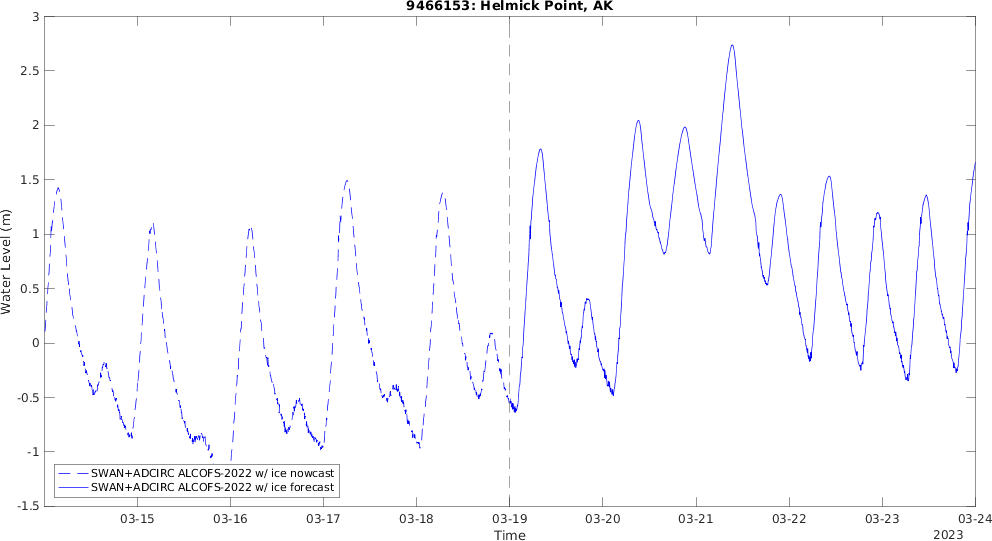 9466153: Helmick Point, AK
3
2.5
2
1.5
1
0.5
0
-0.5
-1
-1.5
Water Level (m)
SWAN+ADCIRC ALCOFS-2022 w/ ice nowcast
SWAN+ADCIRC ALCOFS-2022 w/ ice forecast
03-15 03-16 03-17 03-18 03-19 03-20 03-21 03-22 03-23 03-24
Time
2023